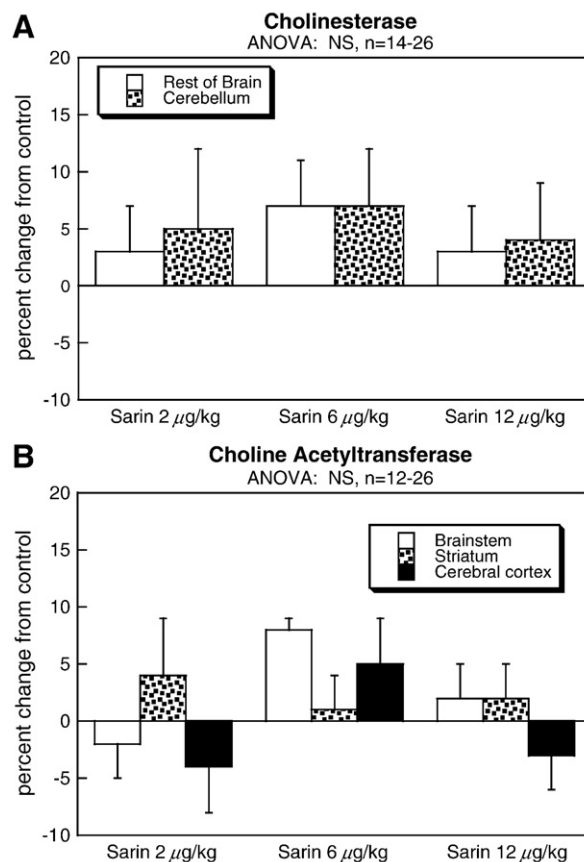 A
Cholinesterase
ANOVA: NS, n=14-26
percent change from control
20
15
10
5
0
-5
-10
Rest of Brain
Cerebellum
Sarin 2 µg/kg
Sarin 6 µg/kg
Sarin 12 µg/kg
B
Choline Acetyltransferase
ANOVA: NS, n=12-26
percent change from control
20
15
10
5
0
-5
-10
Brainstem
Striatum
Cerebral cortex
Sarin 2 µg/kg
Sarin 6 µg/kg
Sarin 12 µg/kg